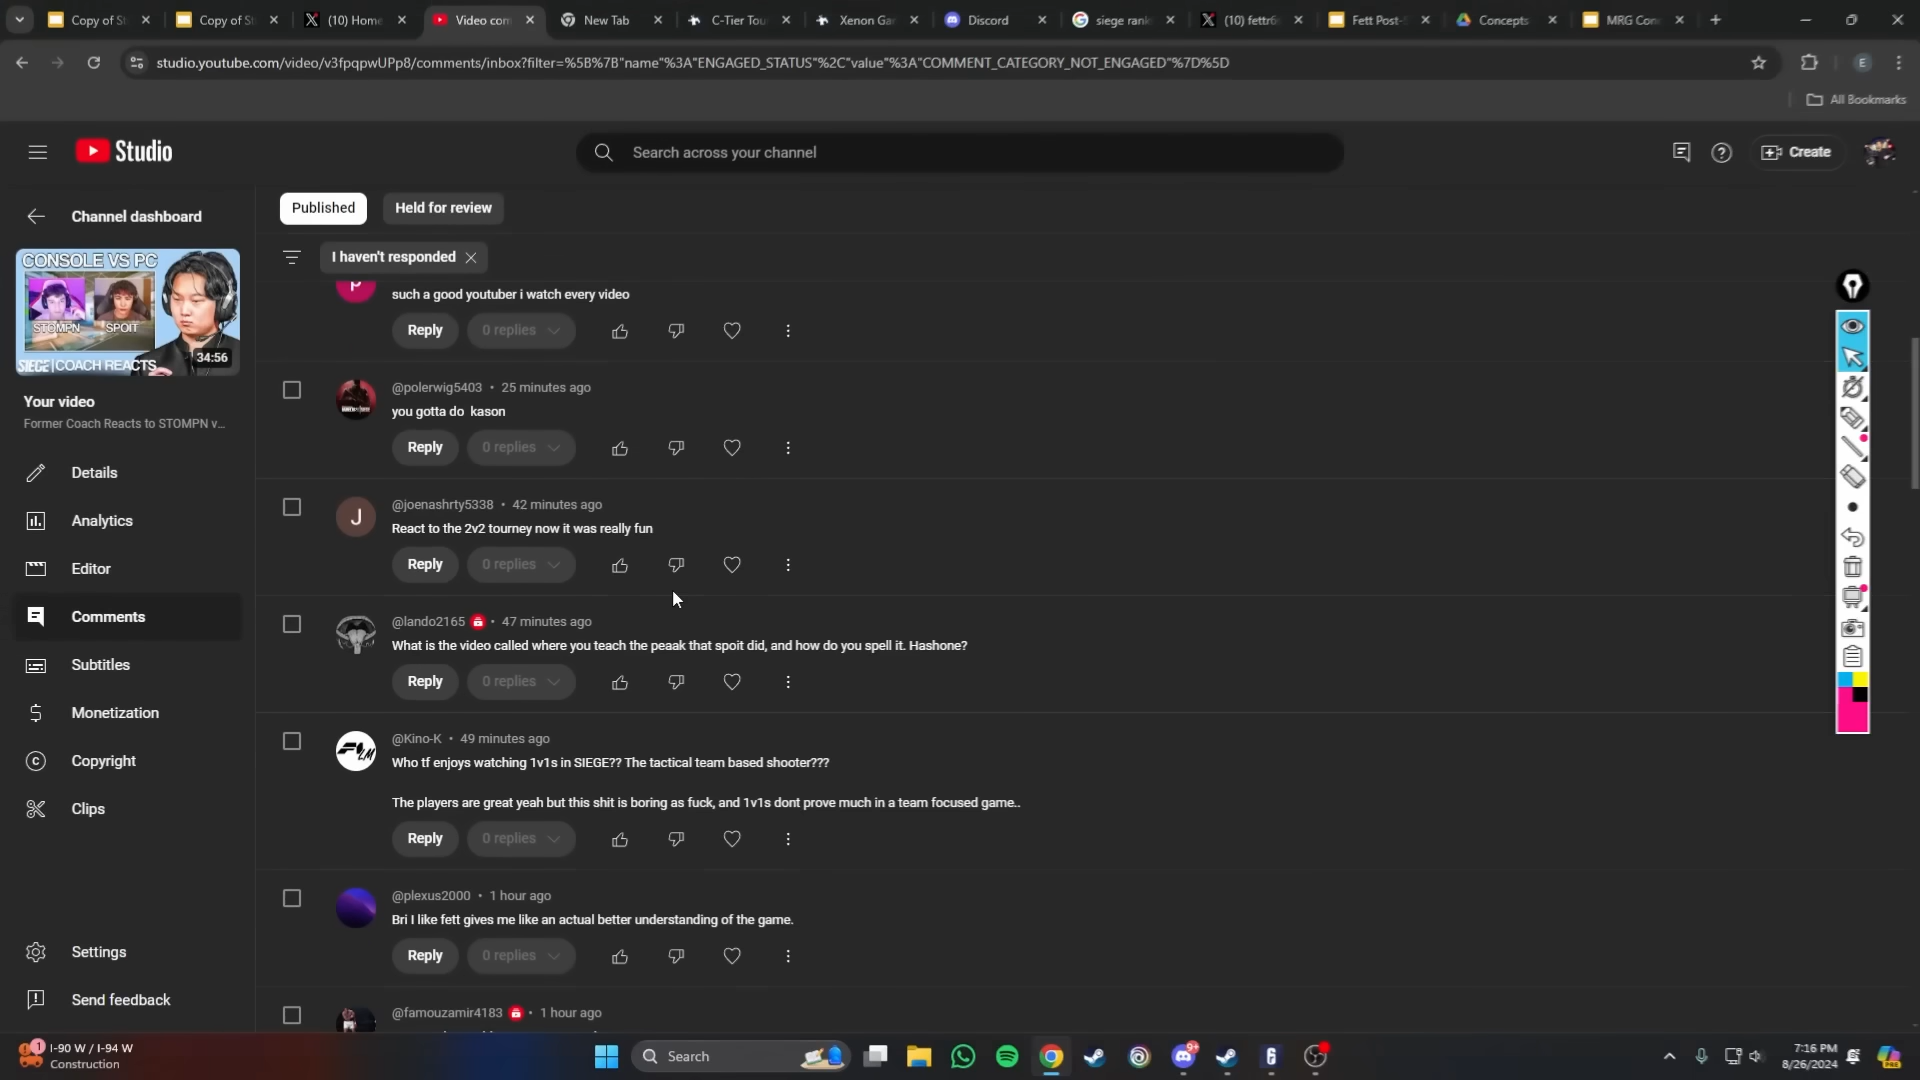 Copy of S
Copy of S
(10) Home
Video com
New Tab
C-Tier Tou
Xenon Ga
Discord
siege rank
(10) fettr6
Fett Post-
Concepts
MRG Con
studio.youtube.com/video/v3fpqpwUPp8/comments/inbox?filter=%5B%7B"name"%3A"ENGAGED_STATUS"%2C"value"%3A"COMMENT_CATEGORY_NOT_ENGAGED"%7D%5D
E
All Bookmarks
Studio
Search across your channel
Create
Channel dashboard
CONSOLE VS PC
STOMPN
SPOIT
34:56
SIEGE | COACH REACTS
Your video
Former Coach Reacts to STOMPN v...
Details
Analytics
Editor
Comments
Subtitles
Monetization
Copyright
Clips
Settings
Send feedback
Published
Held for review
I haven't responded
P
such a good youtuber i watch every video
Reply
0 replies
@polerwig5403 • 25 minutes ago
you gotta do kason
Reply
0 replies
J
@joenashrty5338 • 42 minutes ago
React to the 2v2 tourney now it was really fun
Reply
0 replies
@lando2165 • 47 minutes ago
What is the video called where you teach the peaak that spoit did, and how do you spell it. Hashone?
Reply
0 replies
@Kino-K • 49 minutes ago
Who tf enjoys watching 1v1s in SIEGE?? The tactical team based shooter???
The players are great yeah but this shit is boring as fuck, and 1v1s dont prove much in a team focused game..
Reply
0 replies
@plexus2000 • 1 hour ago
Bri I like fett gives me like an actual better understanding of the game.
Reply
0 replies
@famouzamir4183 • 1 hour ago
1
I-90 W / I-94 W
Construction
Search
9+
7:16 PM
8/26/2024